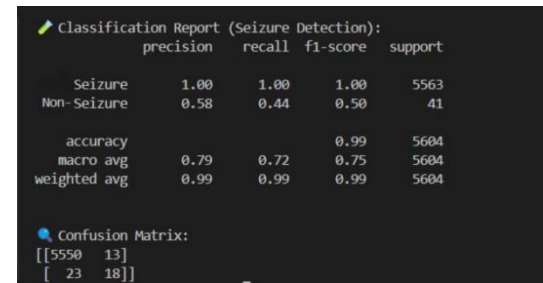 🧪 Classification Report (Seizure Detection):
precision recall f1-score support
Seizure 1.00 1.00 1.00 5563
Non-Seizure 0.58 0.44 0.50 41
accuracy 0.99 5604
macro avg 0.79 0.72 0.75 5604
weighted avg 0.99 0.99 0.99 5604
🔍 Confusion Matrix:
[[5550 13]
[ 23 18]]